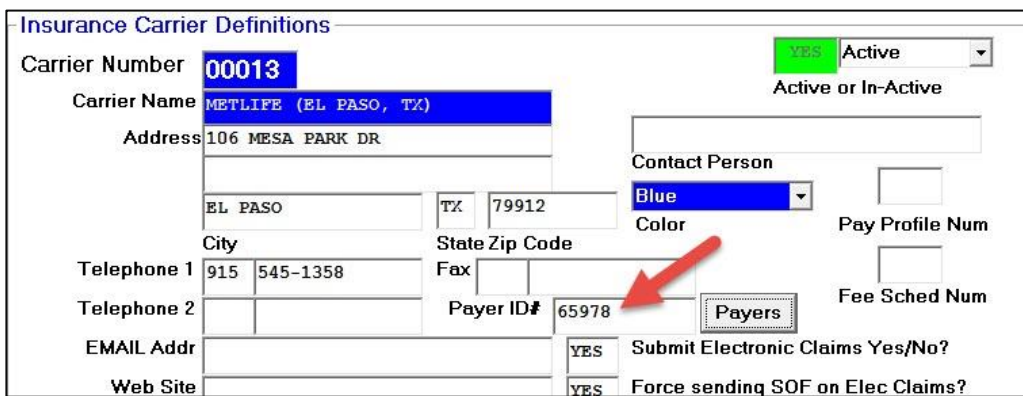 Insurance Carrier Definitions
Carrier Number 00013 YES Active
Active or In-Active
Carrier Name METLIFE (EL PASO, TX)
Address 106 MESA PARK DR
Contact Person
EL PASO TX 79912 Blue
City State Zip Code Color Pay Profile Num
Telephone 1 915 545-1358 Fax
Fee Sched Num
Telephone 2 Payer ID# 65978 Payers
EMAIL Addr YES Submit Electronic Claims Yes/No?
Web Site YES Force sending SOF on Elec Claims?